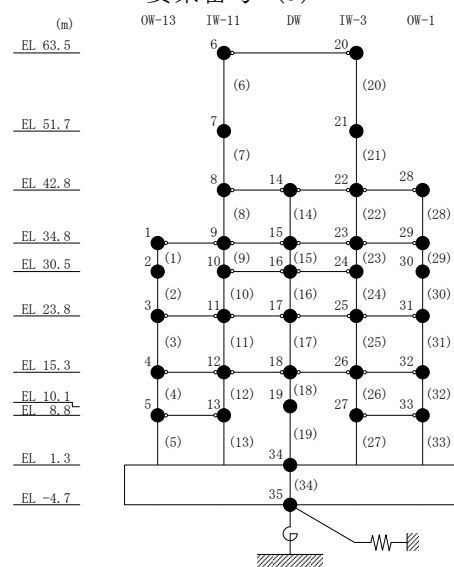 (m) OW-13 IW-11 DW IW-3 OW-1
EL 63.5 6 20
(6) (20)
EL 51.7 7 21
(7) (21)
EL 42.8 8 14 22 28
(8) (14) (22) (28)
EL 34.8 1 9 15 23 29
(1) (9) (15) (23) (29)
EL 30.5 2 10 16 24 30
(2) (10) (16) (24) (30)
EL 23.8 3 11 17 25 31
(3) (11) (17) (25) (31)
EL 15.3 4 12 18 26 32
(4) (12) (18) (26) (32)
EL 10.1 19
EL 8.8 5 13 27 33
(5) (13) (19) (27) (33)
EL 1.3 34
(34)
EL -4.7 35